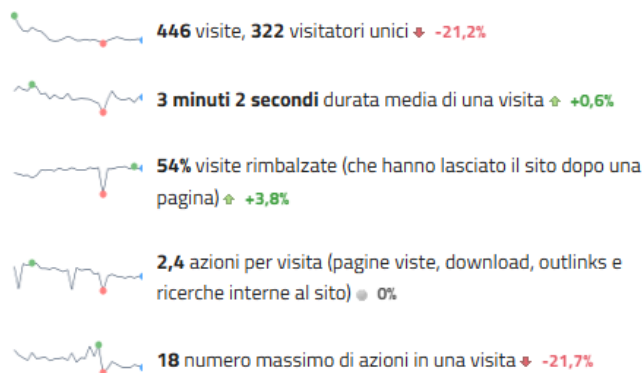 446 visite, 322 visitatori unici -21,2%
3 minuti 2 secondi durata media di una visita +0,6%
54% visite rimbalzate (che hanno lasciato il sito dopo una
pagina) +3,8%
2,4 azioni per visita (pagine viste, download, outlinks e
ricerche interne al sito) 0%
18 numero massimo di azioni in una visita -21,7%